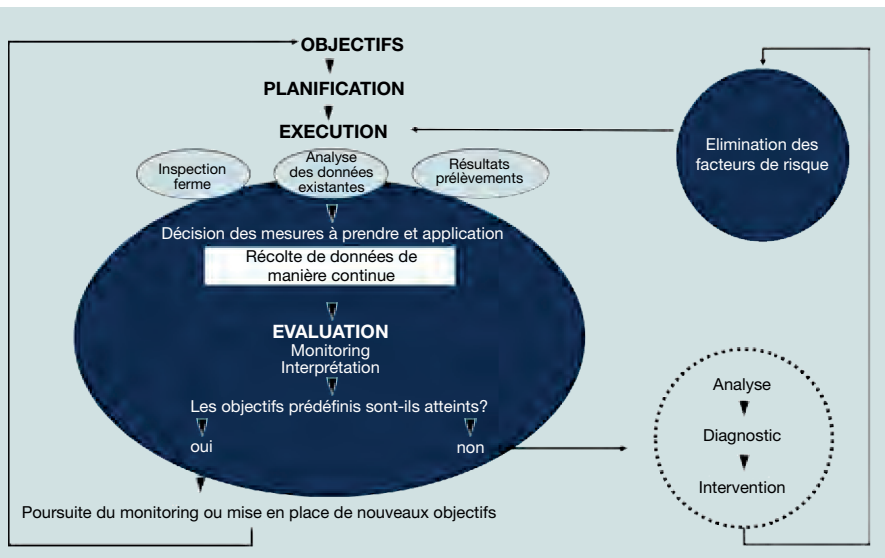 OBJECTIFS
PLANIFICATION
EXECUTION
Inspection
ferme
Analyse
des données
existantes
Résultats
prélèvements
Elimination des
facteurs de risque
Décision des mesures à prendre et application
Récolte de données de
manière continue
EVALUATION
Monitoring
Interprétation
Les objectifs prédéfinis sont-ils atteints?
oui
non
Analyse
Diagnostic
Intervention
Poursuite du monitoring ou mise en place de nouveaux objectifs